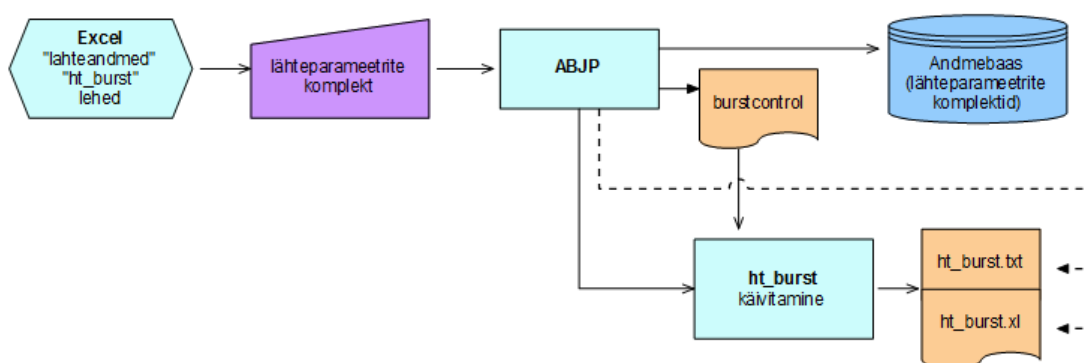 Excel
"lahteandmed"
"ht_burst"
lehed
lähteparameetrite
komplekt
ABJP
burstcontrol
Andmebaas
(lähteparameetrite
komplektid)
ht_burst
käivitamine
ht_burst.txt
ht_burst.xl